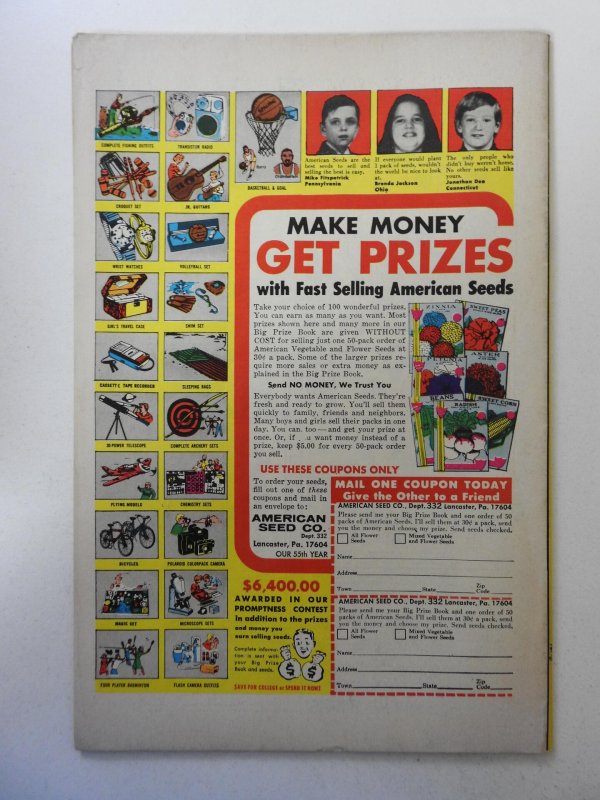 COMPLETE FISHING OUTFITS
TRANSISTOR RADIO
CROQUET SET
JR. GUITARS
BASKETBALL & GOAL
WRIST WATCHES
VOLLEYBALL SET
GIRL'S TRAVEL CASE
SWIM SET
CASSETTE TAPE RECORDER
SLEEPING BAGS
30-POWER TELESCOPE
COMPLETE ARCHERY SETS
FLYING MODELS
CHEMISTRY SETS
BICYCLES
POLAROID COLORPACK CAMERA
MAGIC SET
MICROSCOPE SETS
FOUR PLAYER BADMINTON
FLASH CAMERA OUTFITS
American Seeds are the
best seeds to sell and
selling the best is easy.
Mike Fitzpatrick
Pennsylvania
If everyone would plant
1 pack of seeds, wouldn't
the world be nice to look
at.
Brenda Jackson
Ohio
The only people who
didn't buy weren't home.
No other seeds sell like
yours.
Jonathan Dea
Connecticut
MAKE MONEY
GET PRIZES
with Fast Selling American Seeds
Take your choice of 100 wonderful prizes.
You can earn as many as you want. Most
prizes shown here and many more in our
Big Prize Book are given WITHOUT
COST for selling just one 50-pack order of
American Vegetable and Flower Seeds at
30¢ a pack. Some of the larger prizes re-
quire more sales or extra money as ex-
plained in the Big Prize Book.
Send NO MONEY, We Trust You
Everybody wants American Seeds. They're
fresh and ready to grow. You'll sell them
quickly to family, friends and neighbors.
Many boys and girls sell their packs in one
day. You can, too — and get your prize at
once. Or, if u want money instead of a
prize, keep $5.00 for every 50-pack order
you sell.
ZINNIA
SWEET PEAS
PETUNIA
ASTER
BEANS
RADISH
SWEET CORN
USE THESE COUPONS ONLY
To order your seeds,
fill out one of these
coupons and mail in
an envelope to:
AMERICAN
SEED CO.
Dept. 332
Lancaster, Pa. 17604
OUR 55th YEAR
MAIL ONE COUPON TODAY
Give the Other to a Friend
AMERICAN SEED CO., Dept. 332 Lancaster, Pa. 17604
Please send me your Big Prize Book and one order of 50
packs of American Seeds. I'll sell them at 30¢ a pack, send
you the money and choose my prize. Send seeds checked.
All Flower Seeds
Mixed Vegetable and Flower Seeds
Name
Address
Town State Zip Code
AMERICAN SEED CO., Dept. 332 Lancaster, Pa. 17604
Please send me your Big Prize Book and one order of 50
packs of American Seeds. I'll sell them at 30¢ a pack, send
you the money and choose my prize. Send seeds checked.
All Flower Seeds
Mixed Vegetable and Flower Seeds
Name
Address
Town State Zip Code
$6,400.00
AWARDED IN OUR
PROMPTNESS CONTEST
In addition to the prizes
and money you
earn selling seeds.
Complete informa-
tion is sent with
your Big Prize
Book and seeds.
$
$
SAVE FOR COLLEGE or SPEND IT NOW!